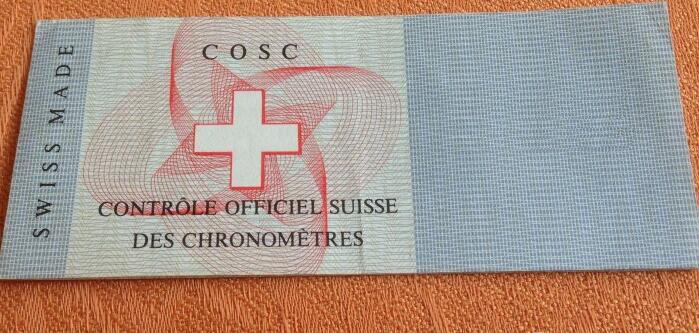 SWISS MADE
COSC
CONTRÔLE OFFICIEL SUISSE
DES CHRONOMÈTRES